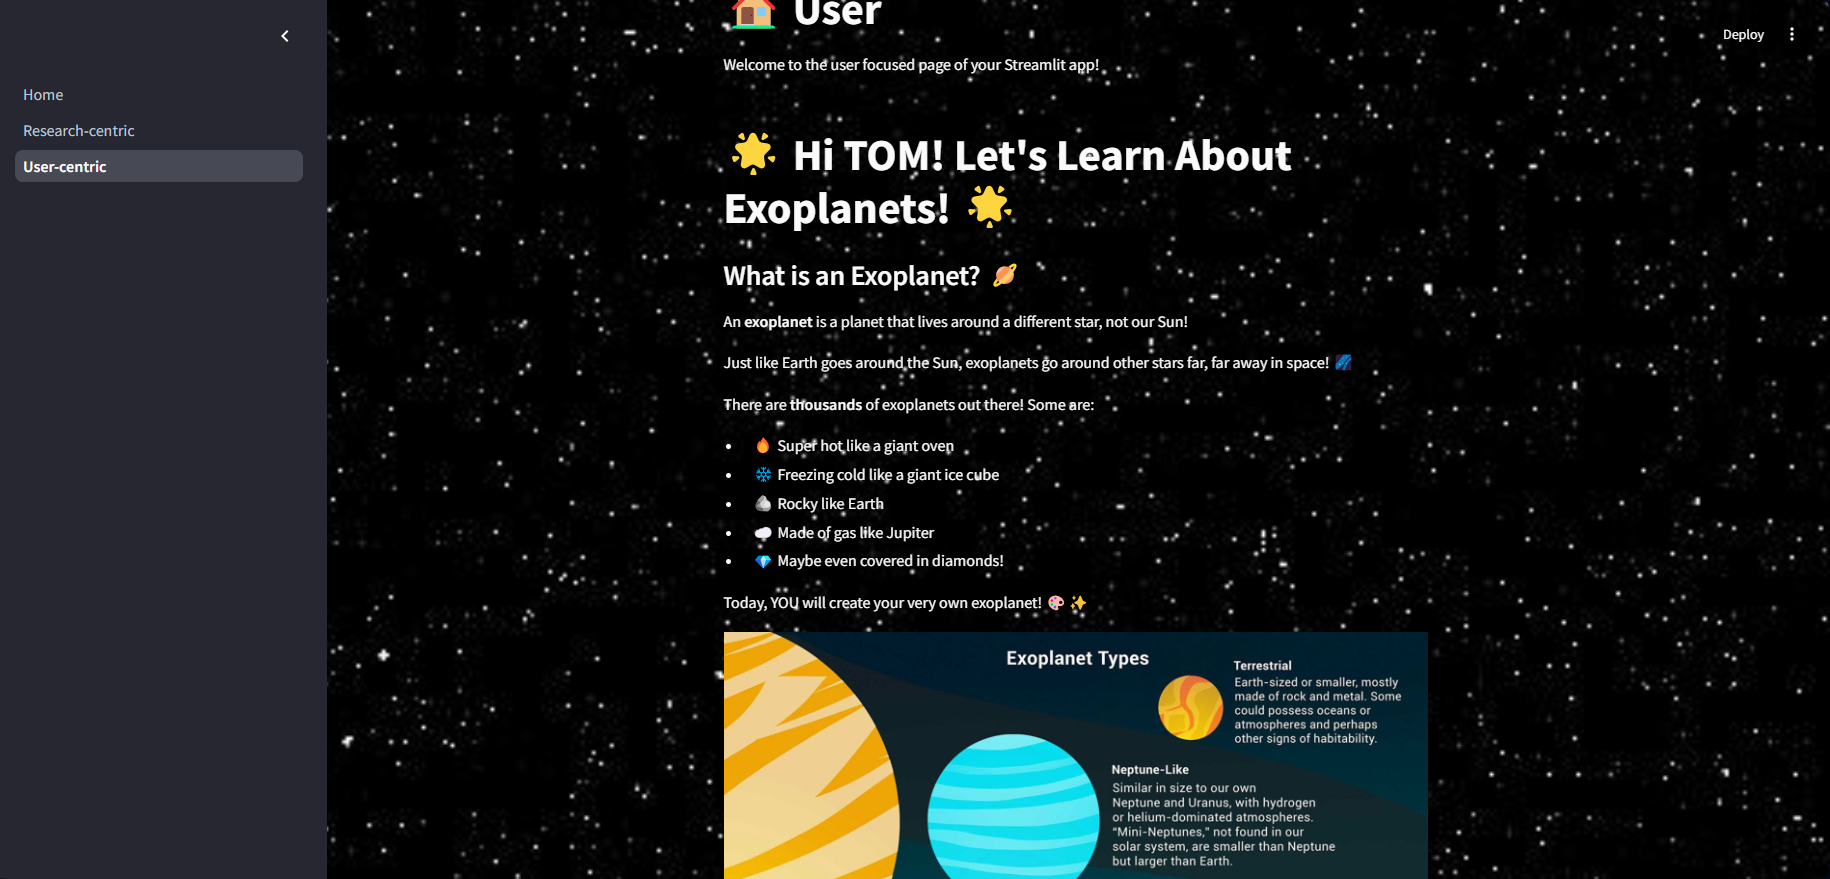 Home
Research-centric
User-centric
Deploy
User
Welcome to the user focused page of your Streamlit app!
Hi TOM! Let's Learn About
Exoplanets!
What is an Exoplanet?
An exoplanet is a planet that lives around a different star, not our Sun!
Just like Earth goes around the Sun, exoplanets go around other stars far, far away in space!
There are thousands of exoplanets out there! Some are:
Super hot like a giant oven
Freezing cold like a giant ice cube
Rocky like Earth
Made of gas like Jupiter
Maybe even covered in diamonds!
Today, YOU will create your very own exoplanet!
Exoplanet Types
Terrestrial
Earth-sized or smaller, mostly
made of rock and metal. Some
could possess oceans or
atmospheres and perhaps
other signs of habitability.
Neptune-Like
Similar in size to our own
Neptune and Uranus, with hydrogen
or helium-dominated atmospheres.
"Mini-Neptunes," not found in our
solar system, are smaller than Neptune
but larger than Earth.